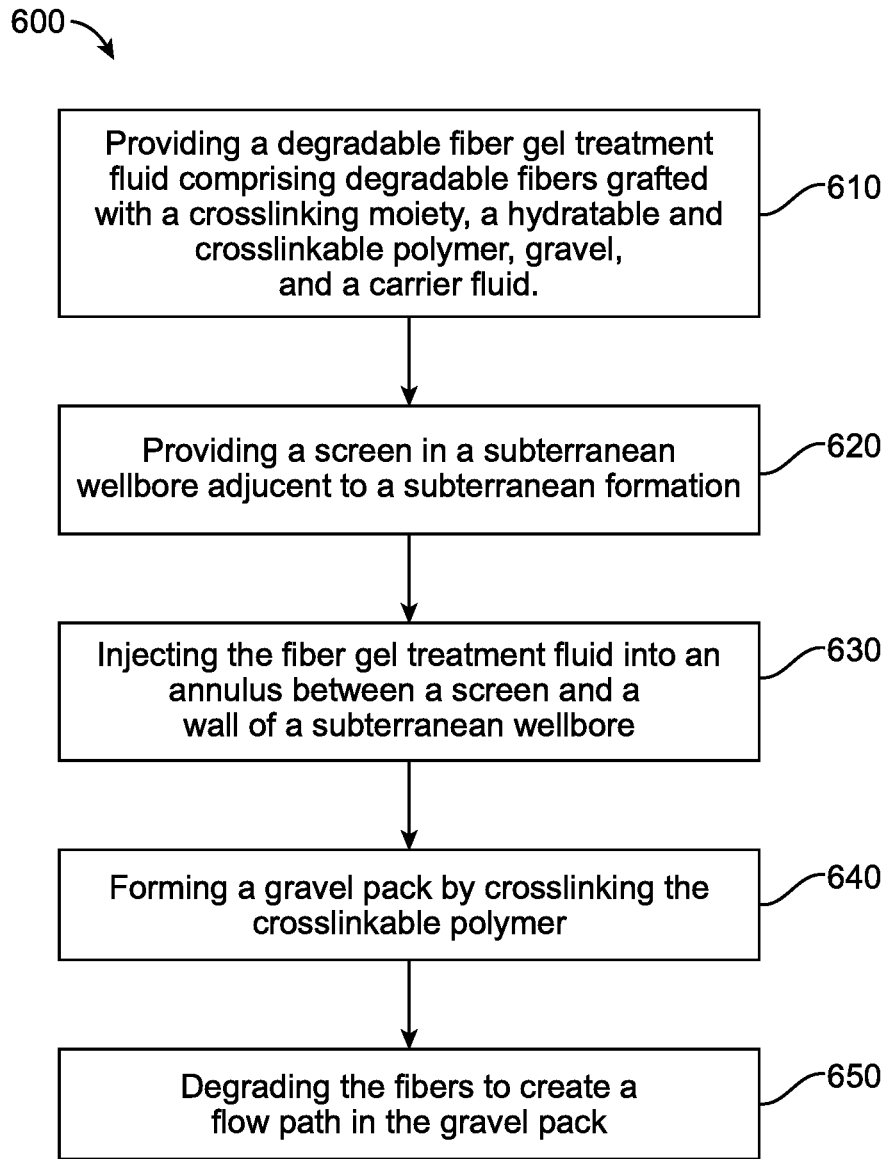 600
Providing a degradable fiber gel treatment
fluid comprising degradable fibers grafted
with a crosslinking moiety, a hydratable and
crosslinkable polymer, gravel,
and a carrier fluid.
610
Providing a screen in a subterranean
wellbore adjucent to a subterranean formation
620
Injecting the fiber gel treatment fluid into an
annulus between a screen and a
wall of a subterranean wellbore
630
Forming a gravel pack by crosslinking the
crosslinkable polymer
640
Degrading the fibers to create a
flow path in the gravel pack
650